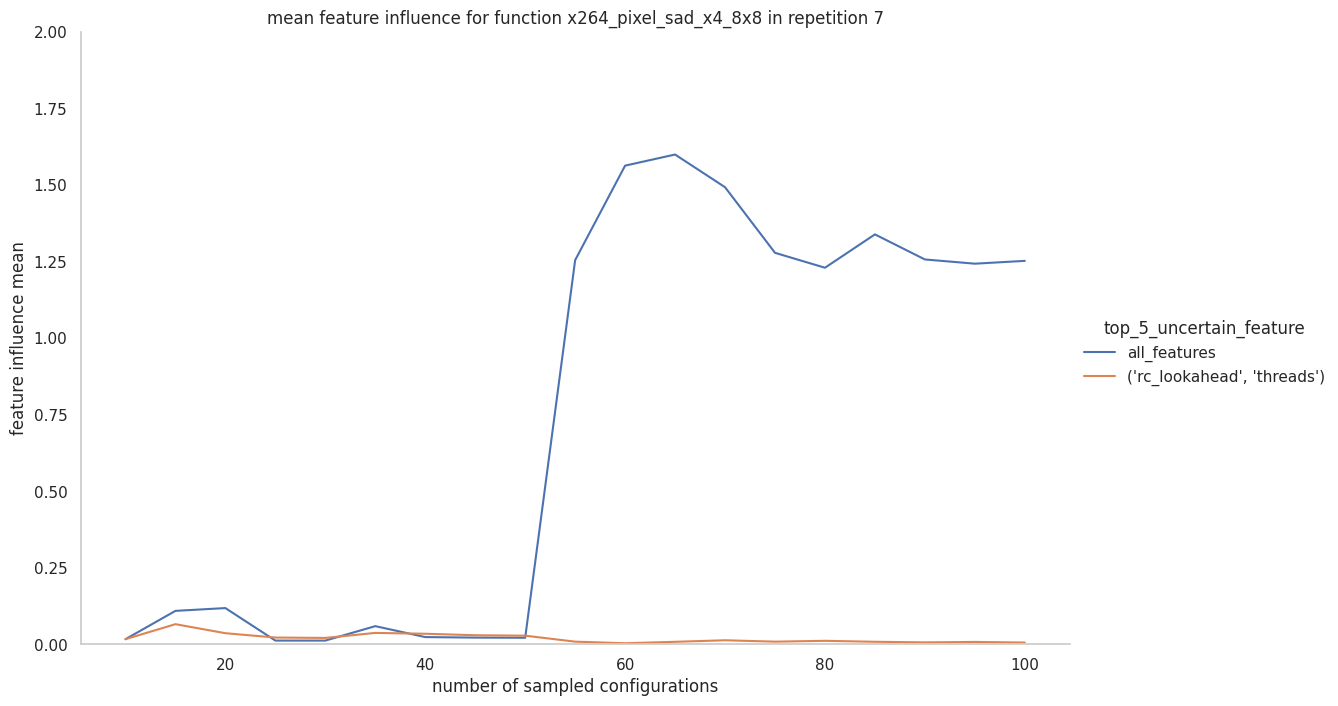 mean feature influence for function x264_pixel_sad_x4_8x8 in repetition 7
2.00
1.75
1.50
1.25
1.00
0.75
0.50
0.25
0.00
feature influence mean
20 40 60 80 100
number of sampled configurations
top_5_uncertain_feature
all_features
('rc_lookahead', 'threads')